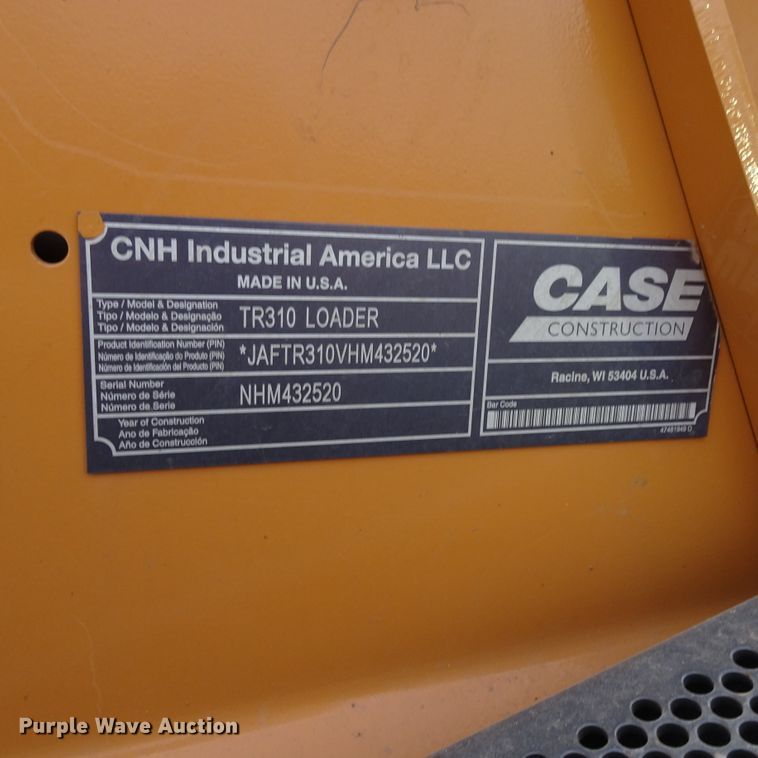 CNH Industrial America LLC
MADE IN U.S.A.
Type / Model & Designation
Tipo / Modelo & Designação
Tipo / Modelo & Designación
TR310 LOADER
Product Identification Number (PIN)
Número de Identificação do Produto (PIN)
Número de Identificación del Producto (PIN)
*JAFTR310VHM432520*
Serial Number
Número de Série
Número de Serie
NHM432520
Year of Construction
Ano de Fabricação
Año de Construcción
CASE
CONSTRUCTION
Racine, WI 53404 U.S.A.
Bar Code
47481949 D
Purple Wave Auction